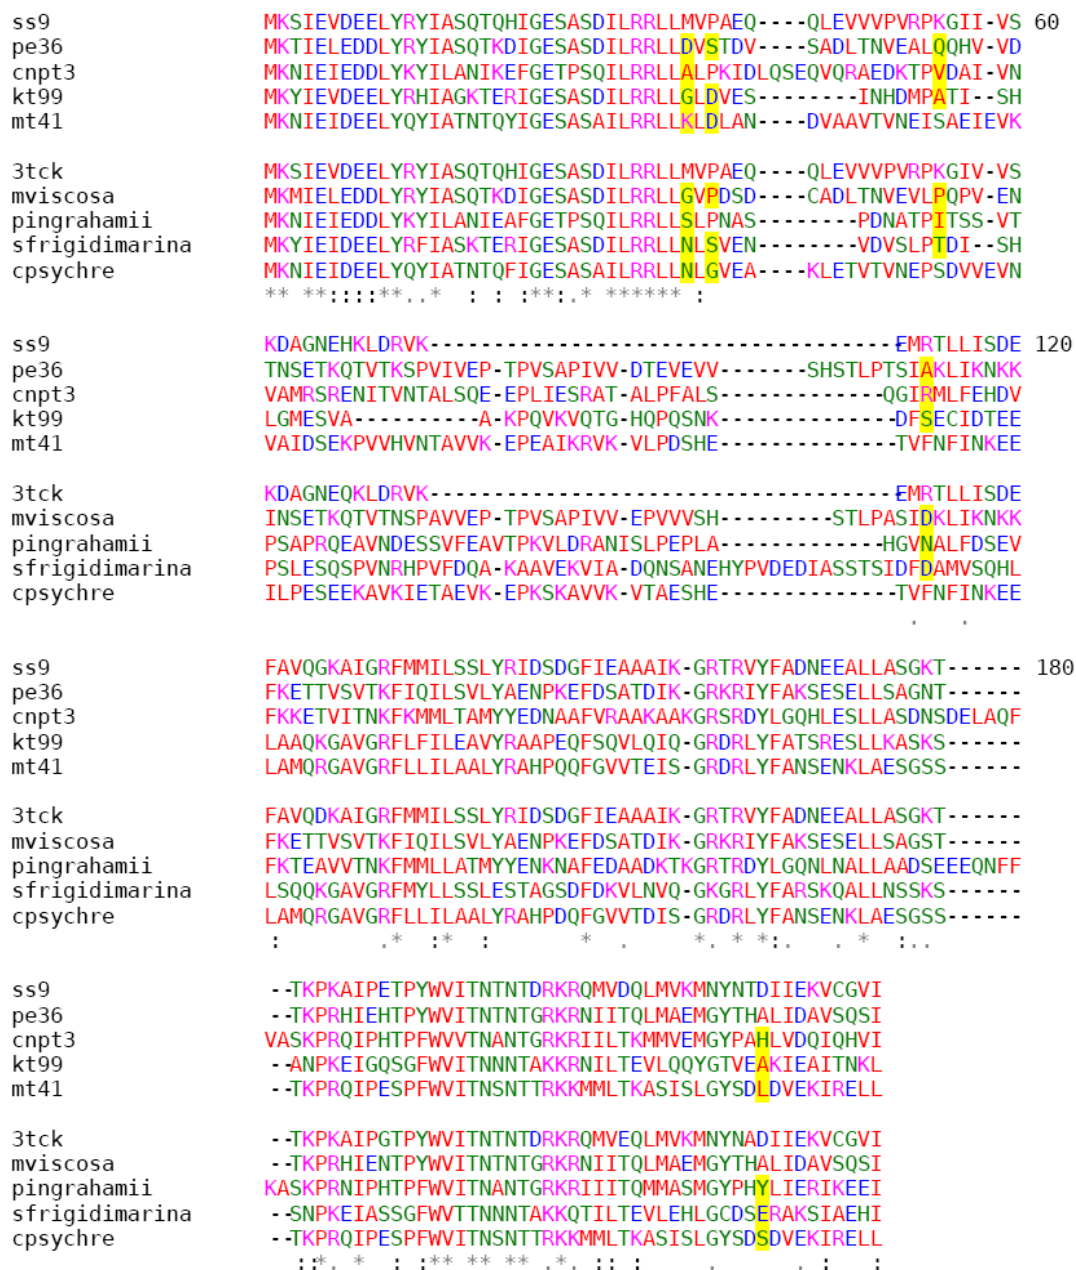 ss9 MKSIEVDEELYRYIASQTQHIGESASDILRRLLMVPAEQ----QLEVVVPVRPKGII-VS 60
pe36 MKTIELEDDLYRYIASQTKDIGESASDILRRLLDVSTDV----SADLTNVEALQQHV-VD
cnpt3 MKNIEIEDDLYKYILANIKEFGETPSQILRRLLALPKIDLQSEQVQRAEDKTPVDAI-VN
kt99 MKYIEVDEELYRHIAGKTERIGESASDILRRLLGLDVES--------INHDMPATI--SH
mt41 MKNIEIDEELYQYIATNTQYIGESASAILRRLLKLDLAN----DVAAVTVNEISAEIEVK
3tck MKSIEVDEELYRYIASQTQHIGESASDILRRLLMVPAEQ----QLEVVVPVRPKGIV-VS
mviscosa MKMIELEDDLYRYIASQTKDIGESASDILRRLLGVPDSD----CADLTNVEVLPQPV-EN
pingrahamii MKNIEIEDDLYKYILANIEAFGETPSQILRRLLSLPNAS--------PDNATPITSS-VT
sfrigidimarina MKYIEIDEELYRFIASKTERIGESASDILRRLLNLSVEN--------VDVSLPTDI--SH
cpsychre MKNIEIDEELYQYIATNTQFIGESASAILRRLLNLGVEA----KLETVTVNEPSDVVEVN
** **::::**..*  : : :**:.* ****** :
ss9 KDAGNEHKLDRVK------------------------------------EMRTLLISDE 120
pe36 TNSETKQTVTKSPVIVEP-TPVSAPIVV-DTEVEVV-------SHSTLPTSIAKLIKNKK
cnpt3 VAMRSRENITVNTALSQE-EPLIESRAT-ALPFALS-------------QGIRMLFEHDV
kt99 LGMESVA----------A-KPQVKVQTG-HQPQSNK--------------DFSECIDTEE
mt41 VAIDSEKPVVHVNTAVVK-EPEAIKRVK-VLPDSHE--------------TVFNFINKEE
3tck KDAGNEQKLDRVK------------------------------------EMRTLLISDE
mviscosa INSETKQTVTNSPAVVEP-TPVSAPIVV-EPVVVSH---------STLPASIDKLIKNKK
pingrahamii PSAPRQEAVNDESSVFEAVTPKVLDRANISLPEPLA-------------HGVNALFDSEV
sfrigidimarina PSLESQSPVNRHPVFDQA-KAAVEKVIA-DQNSANEHYPVDEDIASSTSIDFDAMVSQHL
cpsychre ILPESEEKAVKIETAEVK-EPKSKAVVK-VTAESHE--------------TVFNFINKEE
.   .
ss9 FAVQGKAIGRFMMILSSLYRIDSDGFIEAAAIK-GRTRVYFADNEEALLASGKT------ 180
pe36 FKETTVSVTKFIQILSVLYAENPKEFDSATDIK-GRKRIYFAKSESELLSAGNT------
cnpt3 FKKETVITNKFKMMLTAMYYEDNAAFVRAAKAAKGRSRDYLGQHLESLLASDNSDELAQF
kt99 LAAQKGAVGRFLFILEAVYRAAPEQFSQVLQIQ-GRDRLYFATSRESLLKASKS------
mt41 LAMQRGAVGRFLLILAALYRAHPQQFGVVTEIS-GRDRLYFANSENKLAESGSS------
3tck FAVQDKAIGRFMMILSSLYRIDSDGFIEAAAIK-GRTRVYFADNEEALLASGKT------
mviscosa FKETTVSVTKFIQILSVLYAENPKEFDSATDIK-GRKRIYFAKSESELLSAGST------
pingrahamii FKTEAVVTNKFMMLLATMYYENKNAFEDAADKTKGRTRDYLGQNLNALLAADSEEEQNFF
sfrigidimarina LSQQKGAVGRFMYLLSSLESTAGSDFDKVLNVQ-GKGRLYFARSKQALLNSSKS------
cpsychre LAMQRGAVGRFLLILAALYRAHPDQFGVVTDIS-GRDRLYFANSENKLAESGSS------
:        .*  :*  :       *  .     *. * *:.   . *  :..
ss9 --TKPKAIPETPYWVITNTNTDRKRQMVDQLMVKMNYNTDIIEKVCGVI
pe36 --TKPRHIEHTPYWVITNTNTGRKRNIITQLMAEMGYTHALIDAVSQSI
cnpt3 VASKPRQIPHTPFWVVTNANTGRKRIILTKMMVEMGYPAHLVDQIQHVI
kt99 --ANPKEIGQSGFWVITNNNTAKKRNILTEVLQQYGTVEAKIEAITNKL
mt41 --TKPRQIPESPFWVITNSNTTRKKMMLTKASISLGYSDLDVEKIRELL
3tck --TKPKAIPGTPYWVITNTNTDRKRQMVEQLMVKMNYNADIIEKVCGVI
mviscosa --TKPRHIENTPYWVITNTNTGRKRNIITQLMAEMGYTHALIDAVSQSI
pingrahamii KASKPRNIPHTPFWVITNANTGRKRIIITQMMASMGYPHYLIERIKEEI
sfrigidimarina --SNPKEIASSGFWVTTNNNTAKKQTILTEVLEHLGCDSERAKSIAEHI
cpsychre --TKPRQIPESPFWVITNSNTTRKKMMLTKASISLGYSDSDVEKIRELL
::*. *  : :** ** ** .*. :: :     .      . :   :